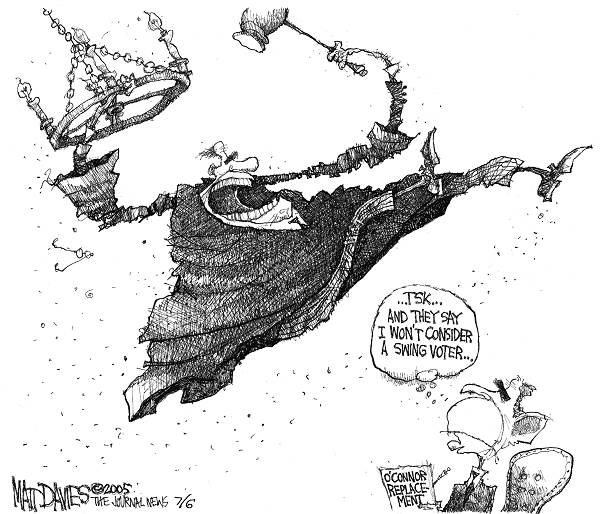 ...TSK...
AND THEY SAY
I WON'T CONSIDER
A SWING VOTER...
O'CONNOR
REPLACE-
MENT
MATT DAVIES ©2005
THE JOURNAL NEWS 7/6